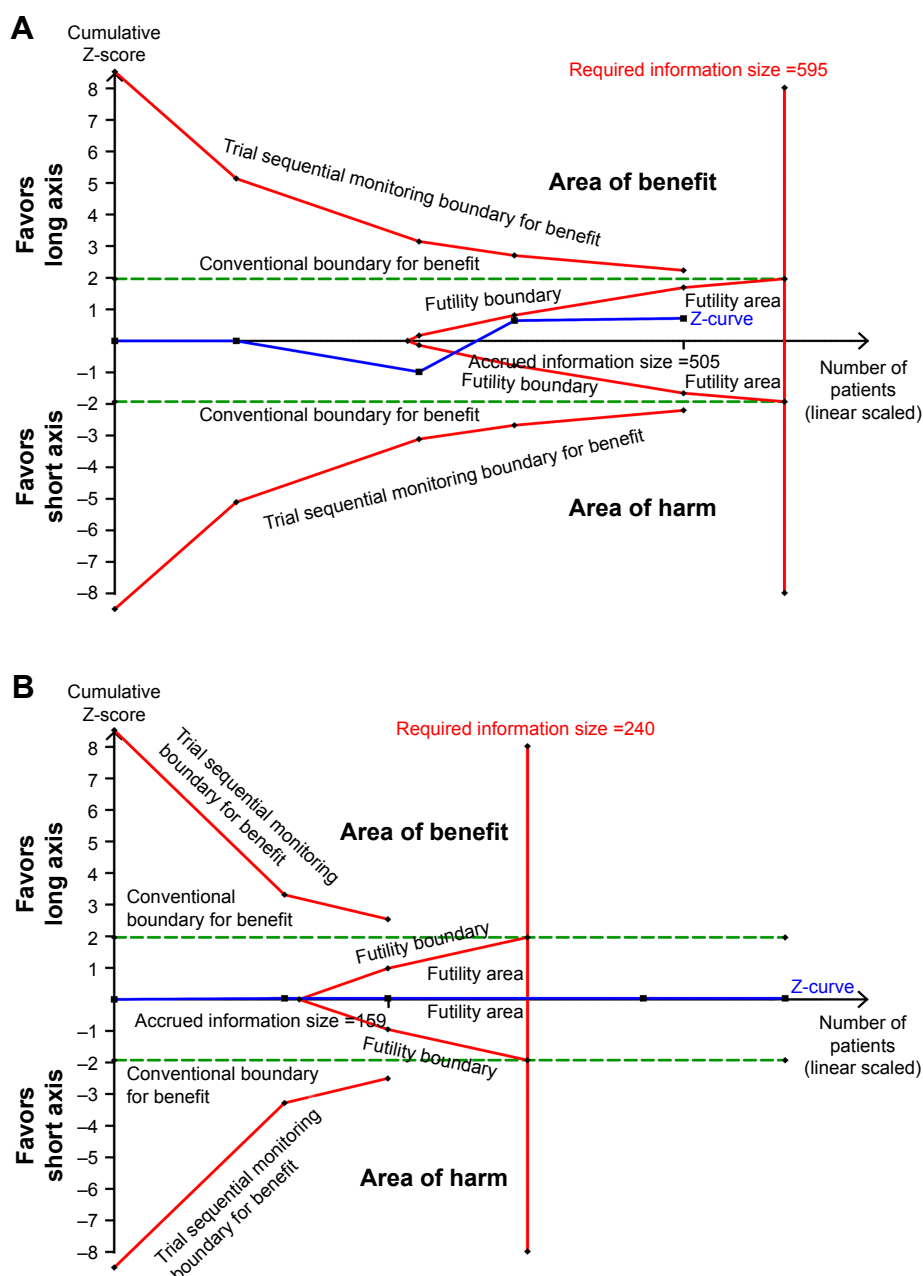 A
Cumulative
Z-score
Required information size =595
8
7
6
5
4
3
2
1
–1
–2
–3
–4
–5
–6
–7
–8
Favors
long axis
Favors
short axis
Trial sequential monitoring boundary for benefit
Area of benefit
Conventional boundary for benefit
Futility boundary
Futility area
Z-curve
Accrued information size =505
Futility boundary
Futility area
Number of
patients
(linear scaled)
Conventional boundary for benefit
Trial sequential monitoring boundary for benefit
Area of harm
B
Cumulative
Z-score
Required information size =240
8
7
6
5
4
3
2
1
–1
–2
–3
–4
–5
–6
–7
–8
Favors
long axis
Favors
short axis
Trial sequential monitoring
boundary for benefit
Area of benefit
Conventional
boundary for benefit
Futility boundary
Futility area
Z-curve
Accrued information size =159
Futility area
Futility boundary
Number of
patients
(linear scaled)
Conventional boundary
for benefit
Trial sequential monitoring
boundary for benefit
Area of harm